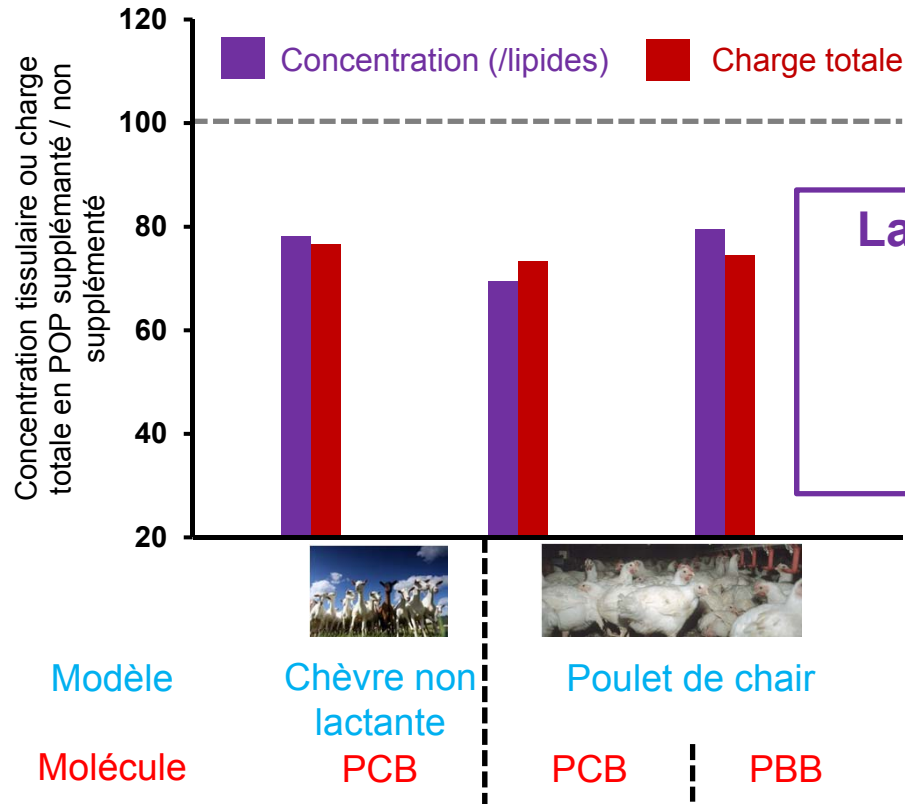 Concentration tissulaire ou charge
totale en POP supplémanté / non
supplémenté
120
100
80
60
40
20
Concentration (/lipides)
Charge totale
La
Modèle
Chèvre non
lactante
Poulet de chair
Molécule
PCB
PCB
PBB